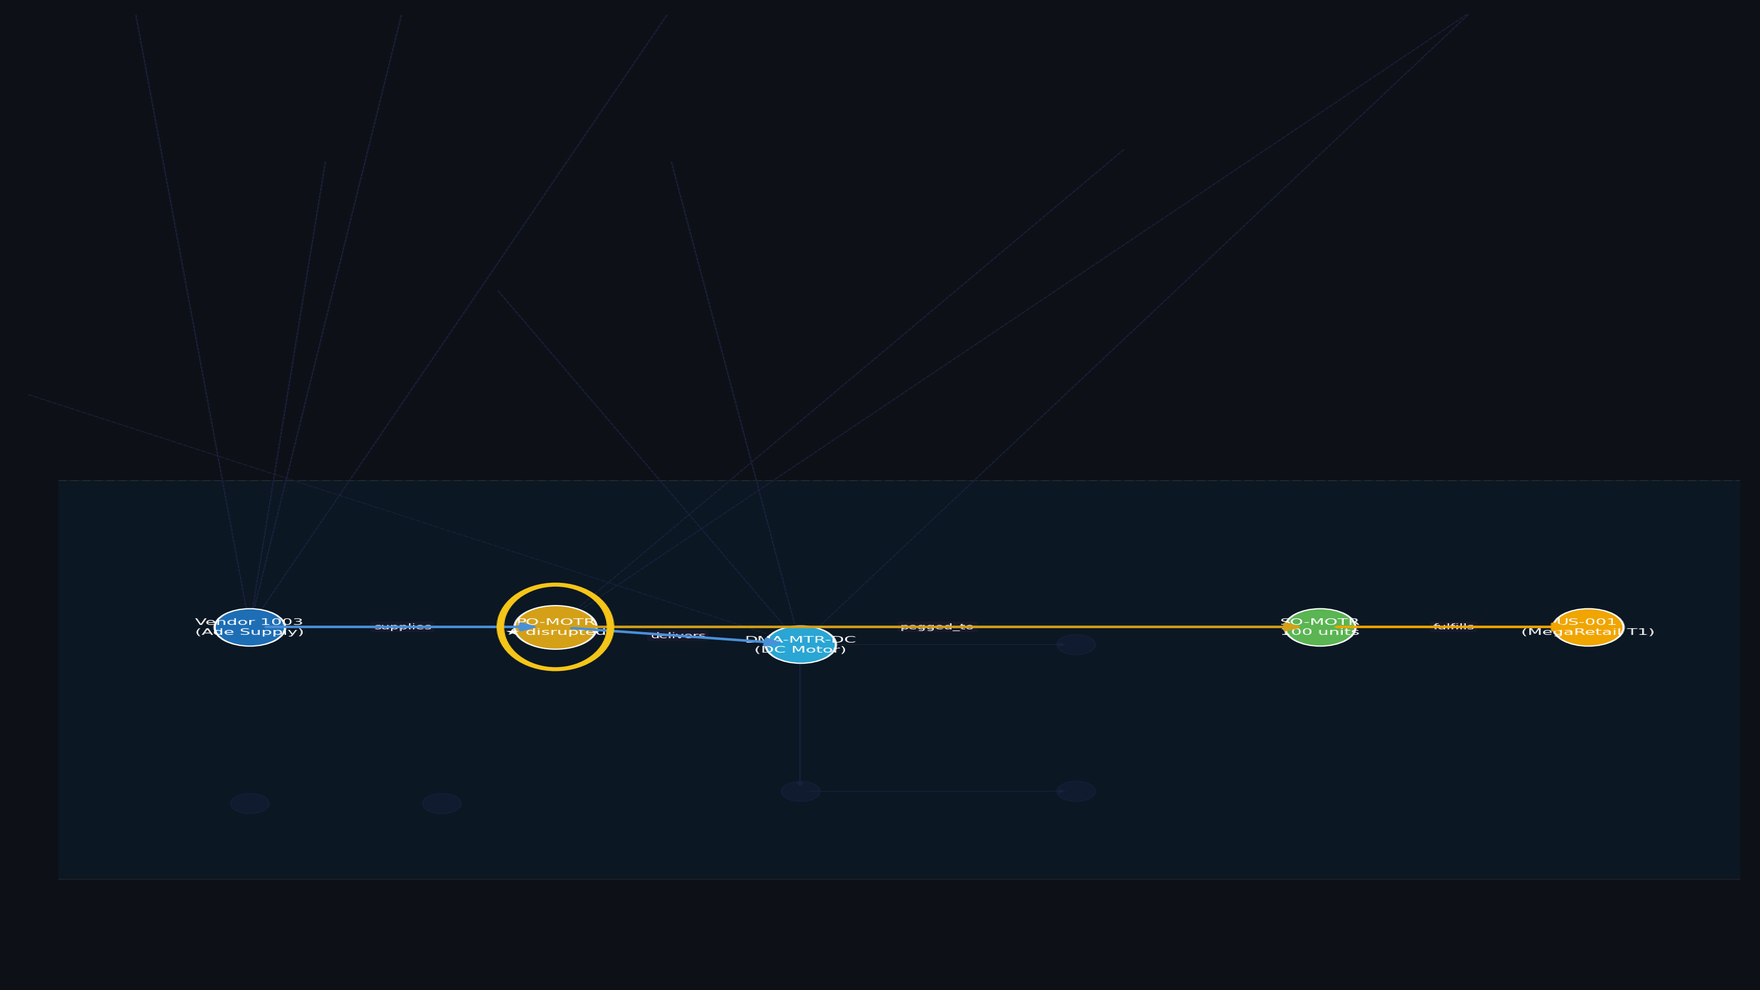 Vendor 1003
(Ade Supply)
supplies
PO-MOTR
disrupted
delivers
DMA-MTR-DC
(DC Motor)
pegged_to
SO-MOTR
100 units
fulfills
US-001
(MegaRetail T1)